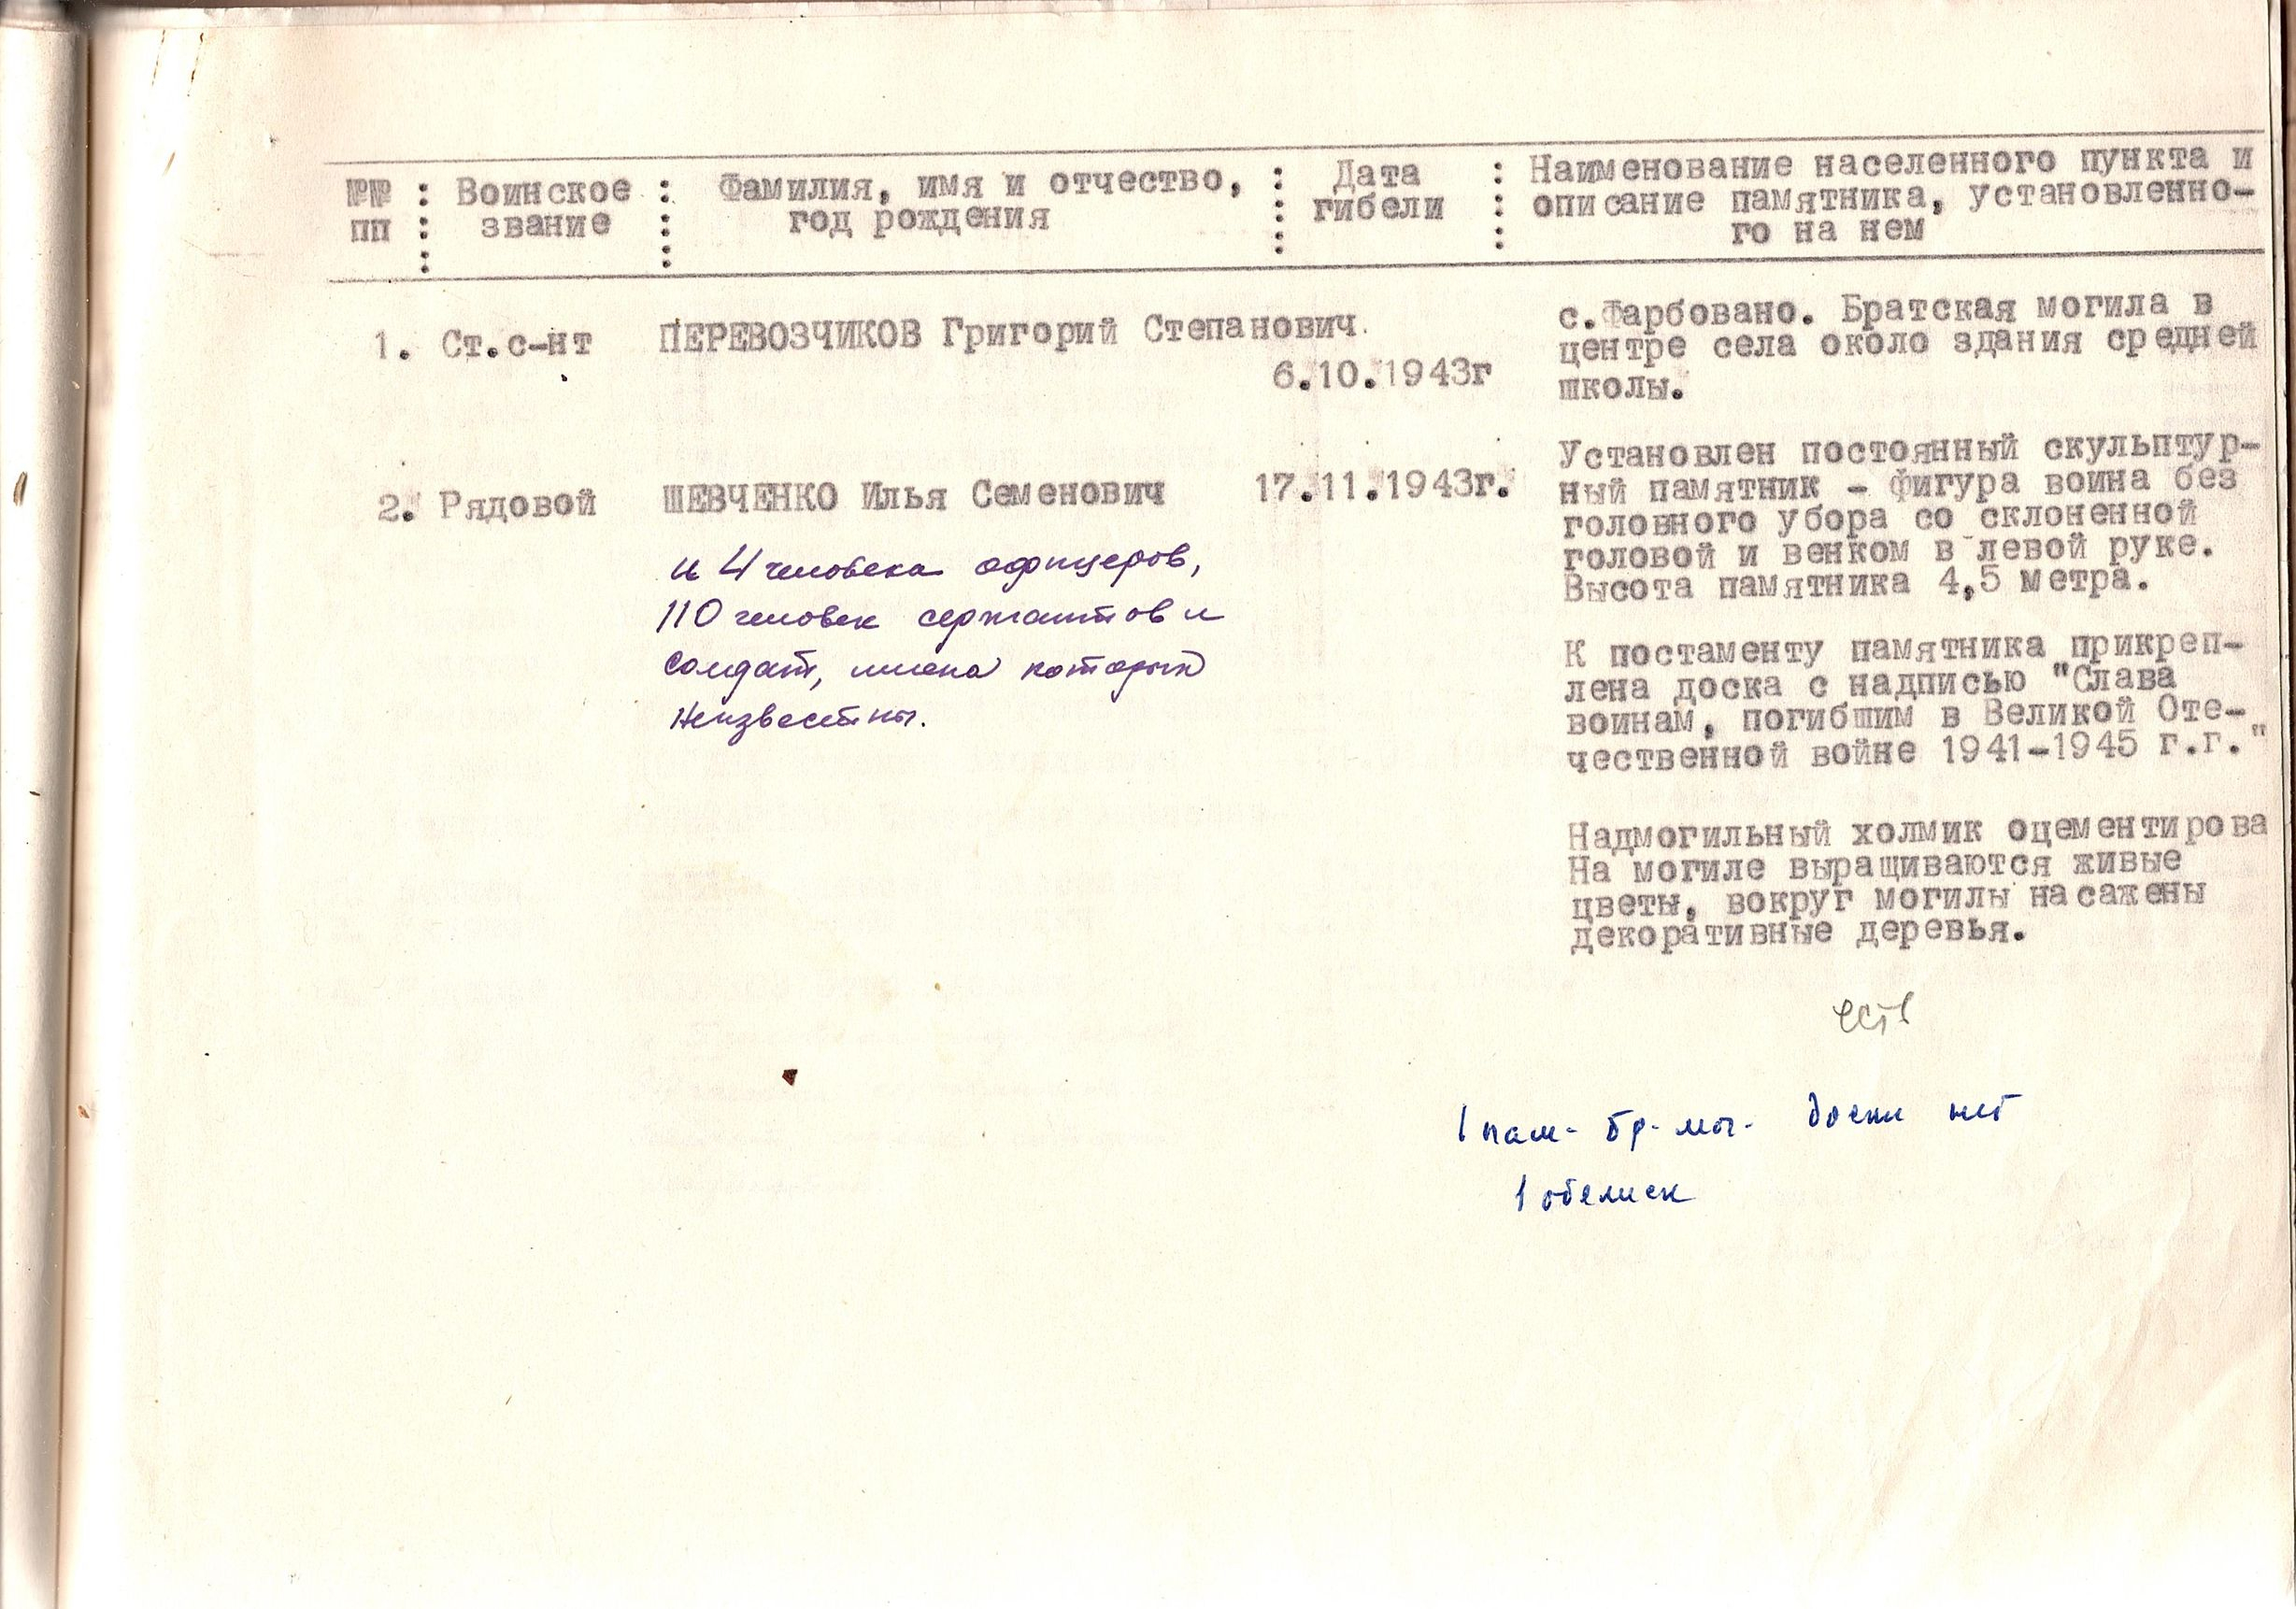 №№ : Воинское : Фамилия, имя и отчество, : Дата : Наименование населенного пункта и
пп : звание : год рождения : гибели : описание памятника, установленно-
го на нем
1. Ст.с-нт ПЕРЕВОЗЧИКОВ Григорий Степанович.
6.10.1943г
2. Рядовой ШЕВЧЕНКО Илья Семенович 17.11.1943г.
и 4 человека офицеров,
110 человек сержантов и
солдат, имена которых
неизвестны.
с.Фарбовано. Братская могила в
центре села около здания средней
школы.
Установлен постоянный скульптур-
ный памятник - фигура воина без
головного убора со склоненной
головой и венком в левой руке.
Высота памятника 4,5 метра.
К постаменту памятника прикреп-
лена доска с надписью "Слава
воинам, погибшим в Великой Оте-
чественной войне 1941-1945 г.г."
Надмогильный холмик оцементирова
На могиле выращиваются живые
цветы, вокруг могилы насажены
декоративные деревья.
есть
1 пам- бр- мог- доски нет
1 обелиск